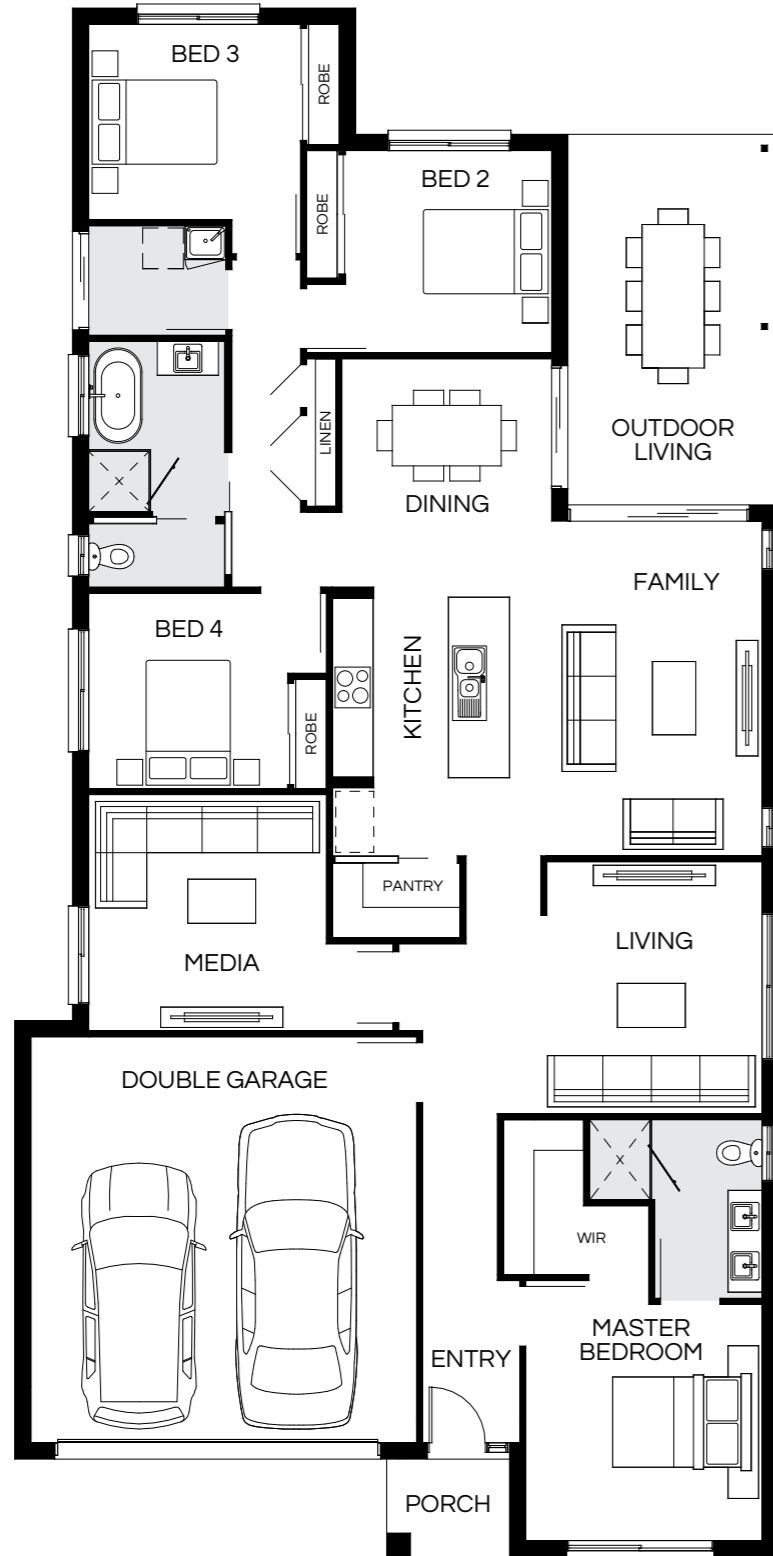 BED 3
ROBE
BED 2
ROBE
OUTDOOR
LIVING
LINEN
DINING
FAMILY
BED 4
KITCHEN
ROBE
PANTRY
LIVING
MEDIA
DOUBLE GARAGE
WIR
MASTER
BEDROOM
ENTRY
PORCH